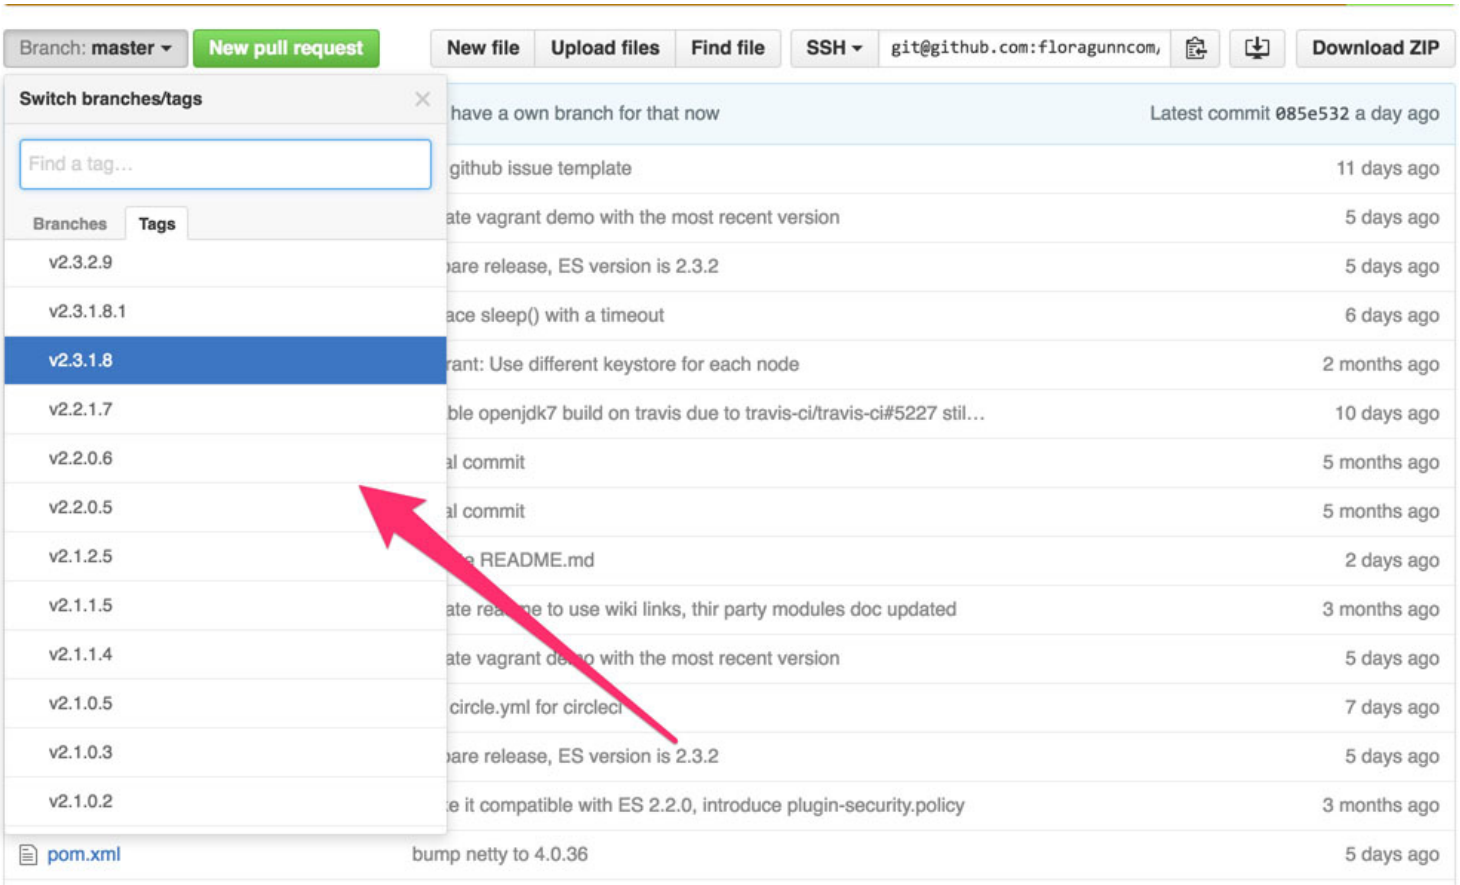 Branch: master New pull request New file Upload files Find file SSH git@github.com:floragunncom, Download ZIP
Switch branches/tags
have a own branch for that now Latest commit 085e532 a day ago
Find a tag…
github issue template 11 days ago
Branches Tags
ate vagrant demo with the most recent version 5 days ago
v2.3.2.9
are release, ES version is 2.3.2 5 days ago
v2.3.1.8.1
ace sleep() with a timeout 6 days ago
v2.3.1.8
rant: Use different keystore for each node 2 months ago
v2.2.1.7
ble openjdk7 build on travis due to travis-ci/travis-ci#5227 stil… 10 days ago
v2.2.0.6
al commit 5 months ago
v2.2.0.5
al commit 5 months ago
v2.1.2.5
README.md 2 days ago
v2.1.1.5
ate readme to use wiki links, thir party modules doc updated 3 months ago
v2.1.1.4
ate vagrant demo with the most recent version 5 days ago
v2.1.0.5
circle.yml for circleci 7 days ago
v2.1.0.3
are release, ES version is 2.3.2 5 days ago
v2.1.0.2
e it compatible with ES 2.2.0, introduce plugin-security.policy 3 months ago
pom.xml bump netty to 4.0.36 5 days ago